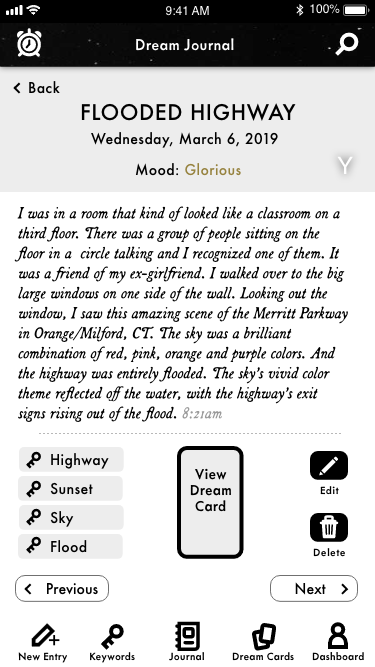 9:41 AM
100%
Dream Journal
Back
FLOODED HIGHWAY
Wednesday, March 6, 2019
Mood: Glorious
Y
I was in a room that kind of looked like a classroom on a
third floor. There was a group of people sitting on the
floor in a circle talking and I recognized one of them. It
was a friend of my ex-girlfriend. I walked over to the big
large windows on one side of the wall. Looking out the
window, I saw this amazing scene of the Merritt Parkway
in Orange/Milford, CT. The sky was a brilliant
combination of red, pink, orange and purple colors. And
the highway was entirely flooded. The sky's vivid color
theme reflected off the water, with the highway's exit
signs rising out of the flood. 8:21am
Highway
Sunset
Sky
Flood
View
Dream
Card
Edit
Delete
Previous
Next
New Entry
Keywords
Journal
Dream Cards
Dashboard